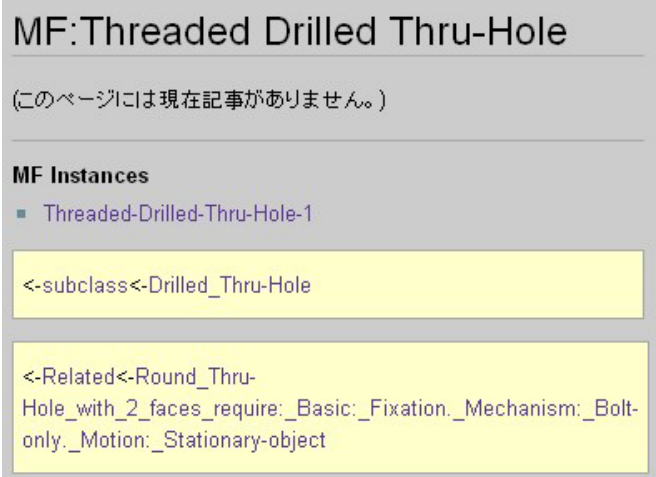 MF:Threaded Drilled Thru-Hole
(このページには現在記事がありません。)
MF Instances
Threaded-Drilled-Thru-Hole-1
<-subclass<-Drilled_Thru-Hole
<-Related<-Round_Thru-
Hole_with_2_faces_require:_Basic:_Fixation._Mechanism:_Bolt-
only._Motion:_Stationary-object